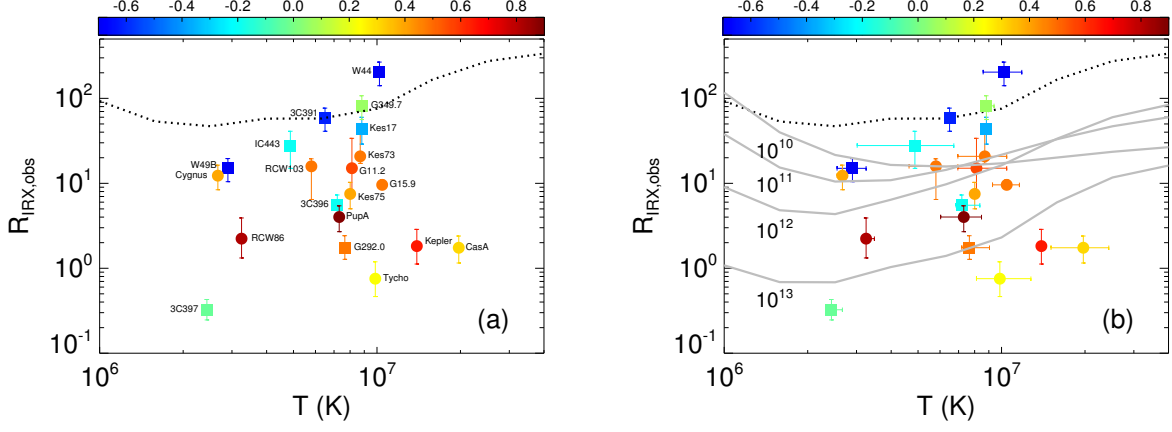 -0.6 -0.4 -0.2 0.0 0.2 0.4 0.6 0.8
10^2
10^1
10^0
10^-1
R_IRX,obs
W44
3C391
G349.7
IC443
Kes17
W49B
Cygnus
RCW103
Kes73
G11.2
G15.9
3C396
Kes75
PupA
RCW86
G292.0
Kepler
CasA
Tycho
3C397
(a)
10^6 10^7
T (K)
-0.6 -0.4 -0.2 0.0 0.2 0.4 0.6 0.8
10^2
10^1
10^0
10^-1
R_IRX,obs
10^10
10^11
10^12
10^13
(b)
10^6 10^7
T (K)